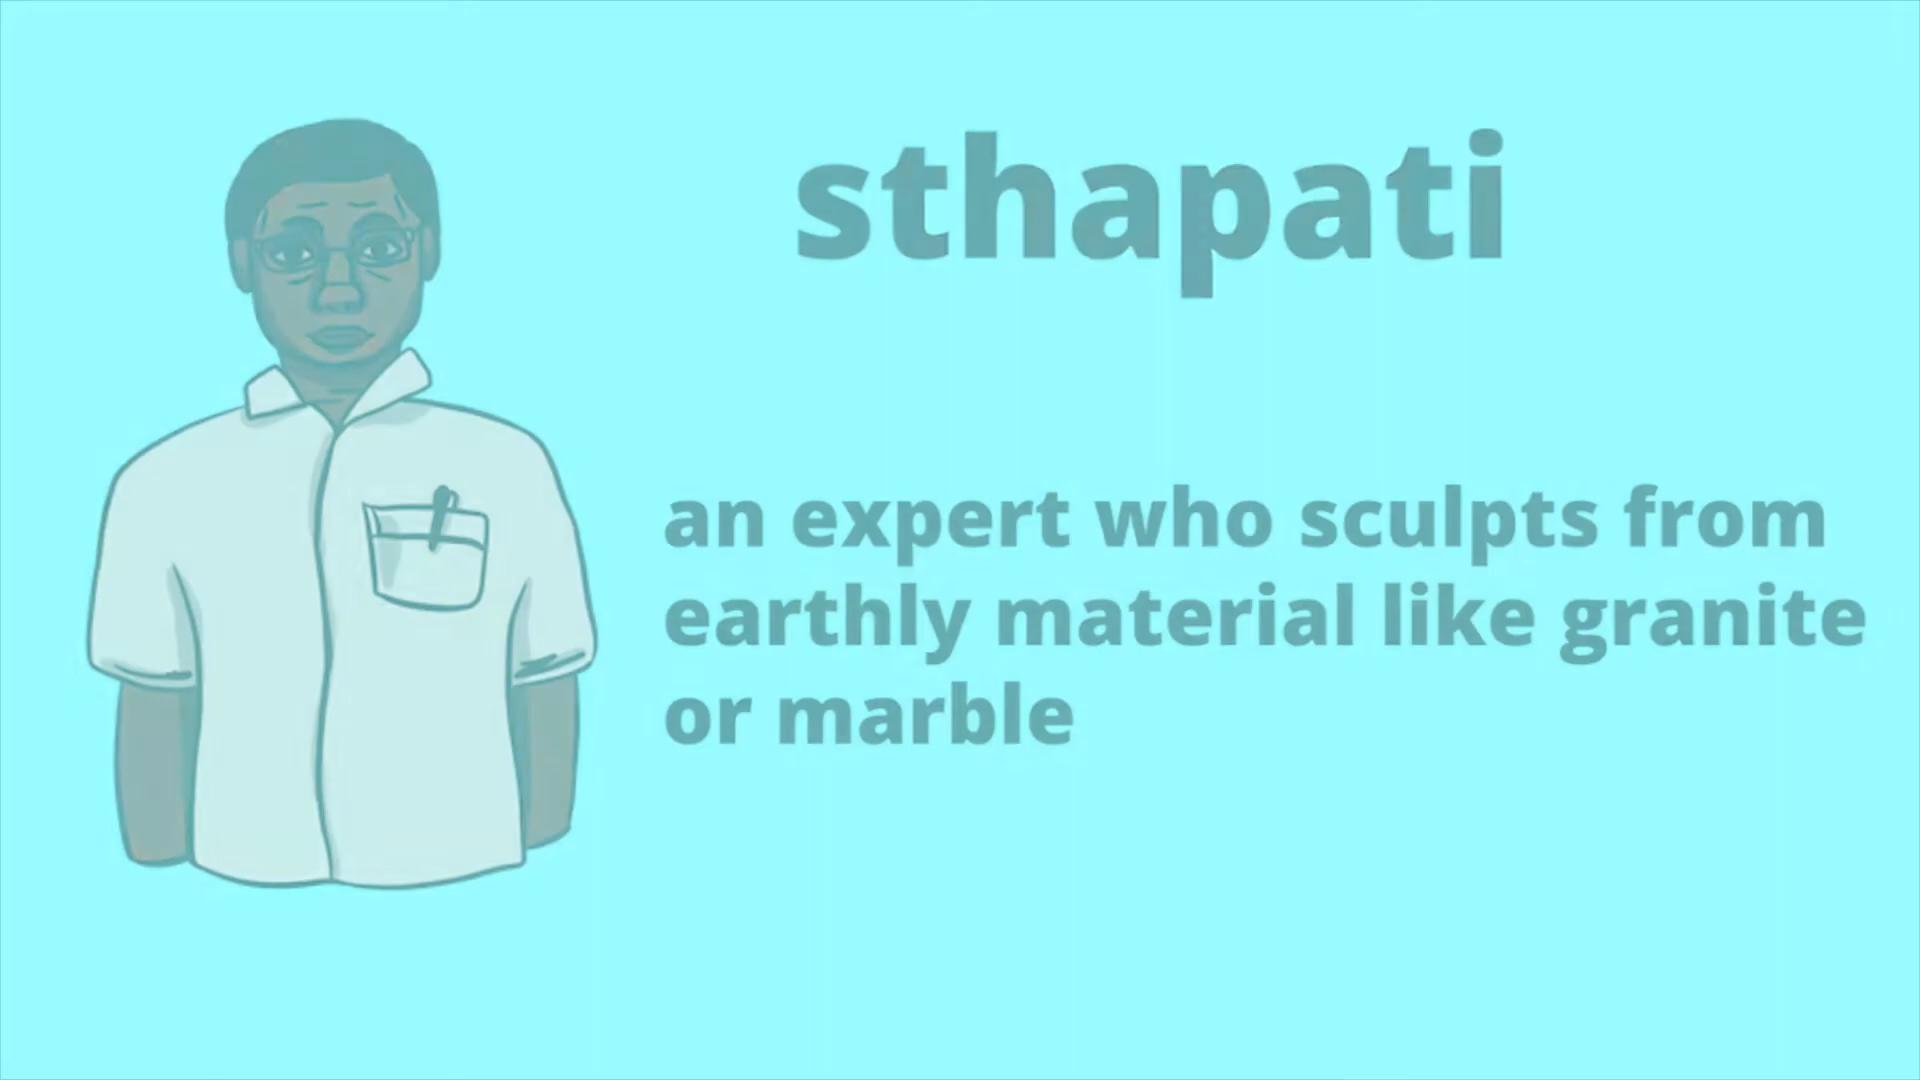 sthapati
an expert who sculpts from
earthly material like granite
or marble